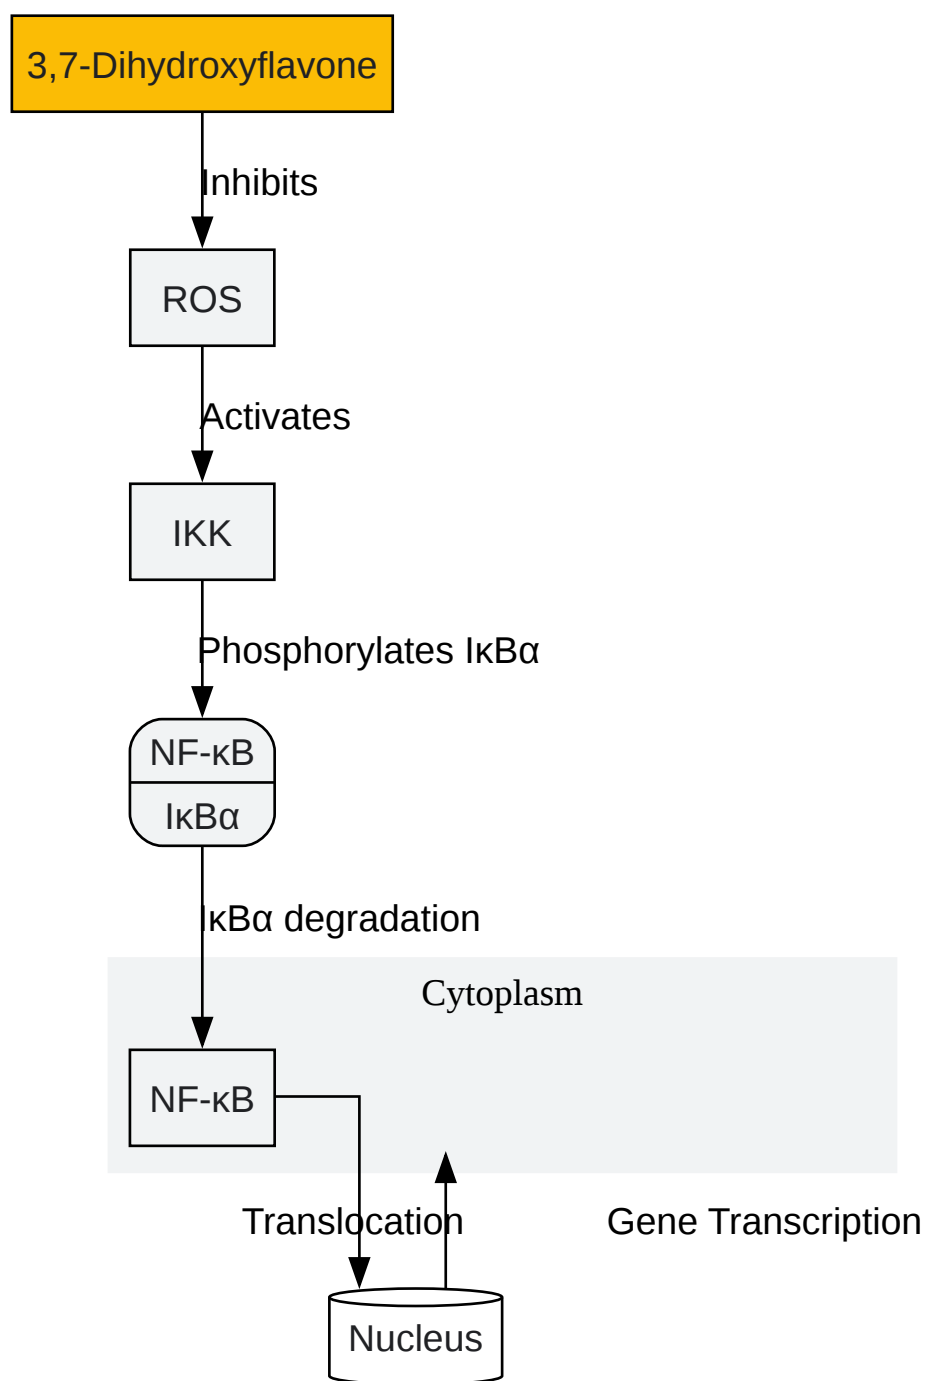 3,7-Dihydroxyflavone
Inhibits
ROS
Activates
IKK
Phosphorylates IκBα
NF-κB
IκBα
IκBα degradation
Cytoplasm
NF-κB
Translocation
Gene Transcription
Nucleus